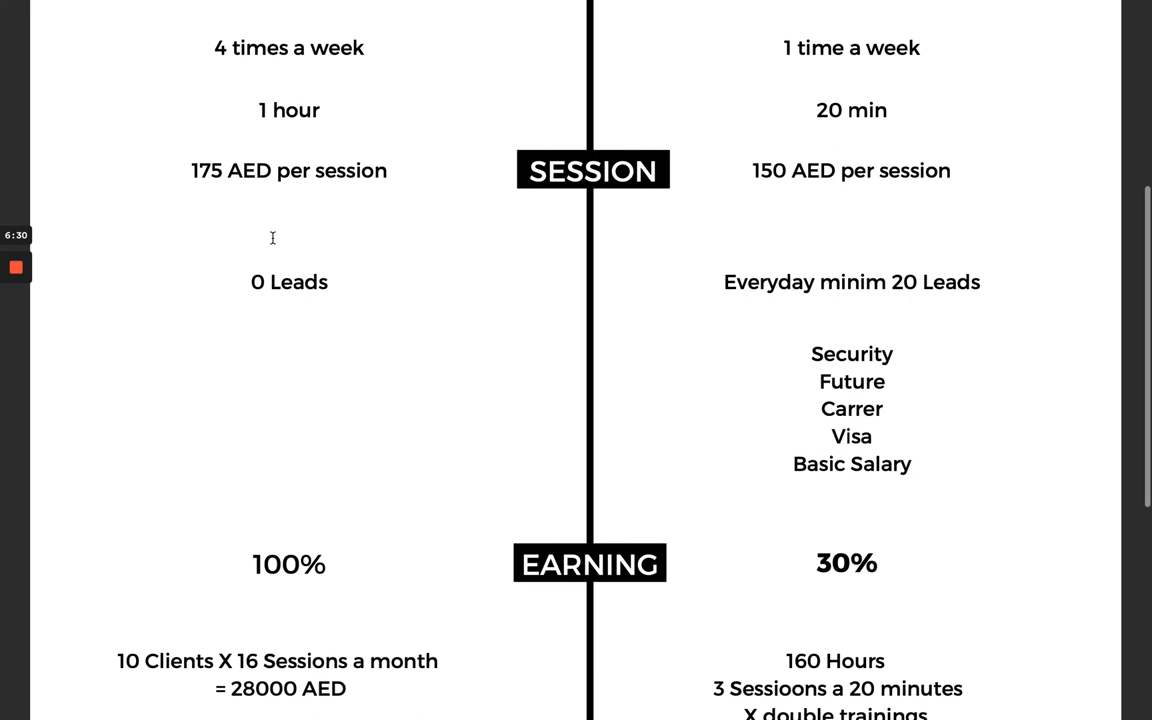 4 times a week
1 time a week
1 hour
20 min
175 AED per session
SESSION
150 AED per session
6:30
0 Leads
Everyday minim 20 Leads
Security
Future
Carrer
Visa
Basic Salary
100%
EARNING
30%
10 Clients X 16 Sessions a month
= 28000 AED
160 Hours
3 Sessioons a 20 minutes
X double trainings